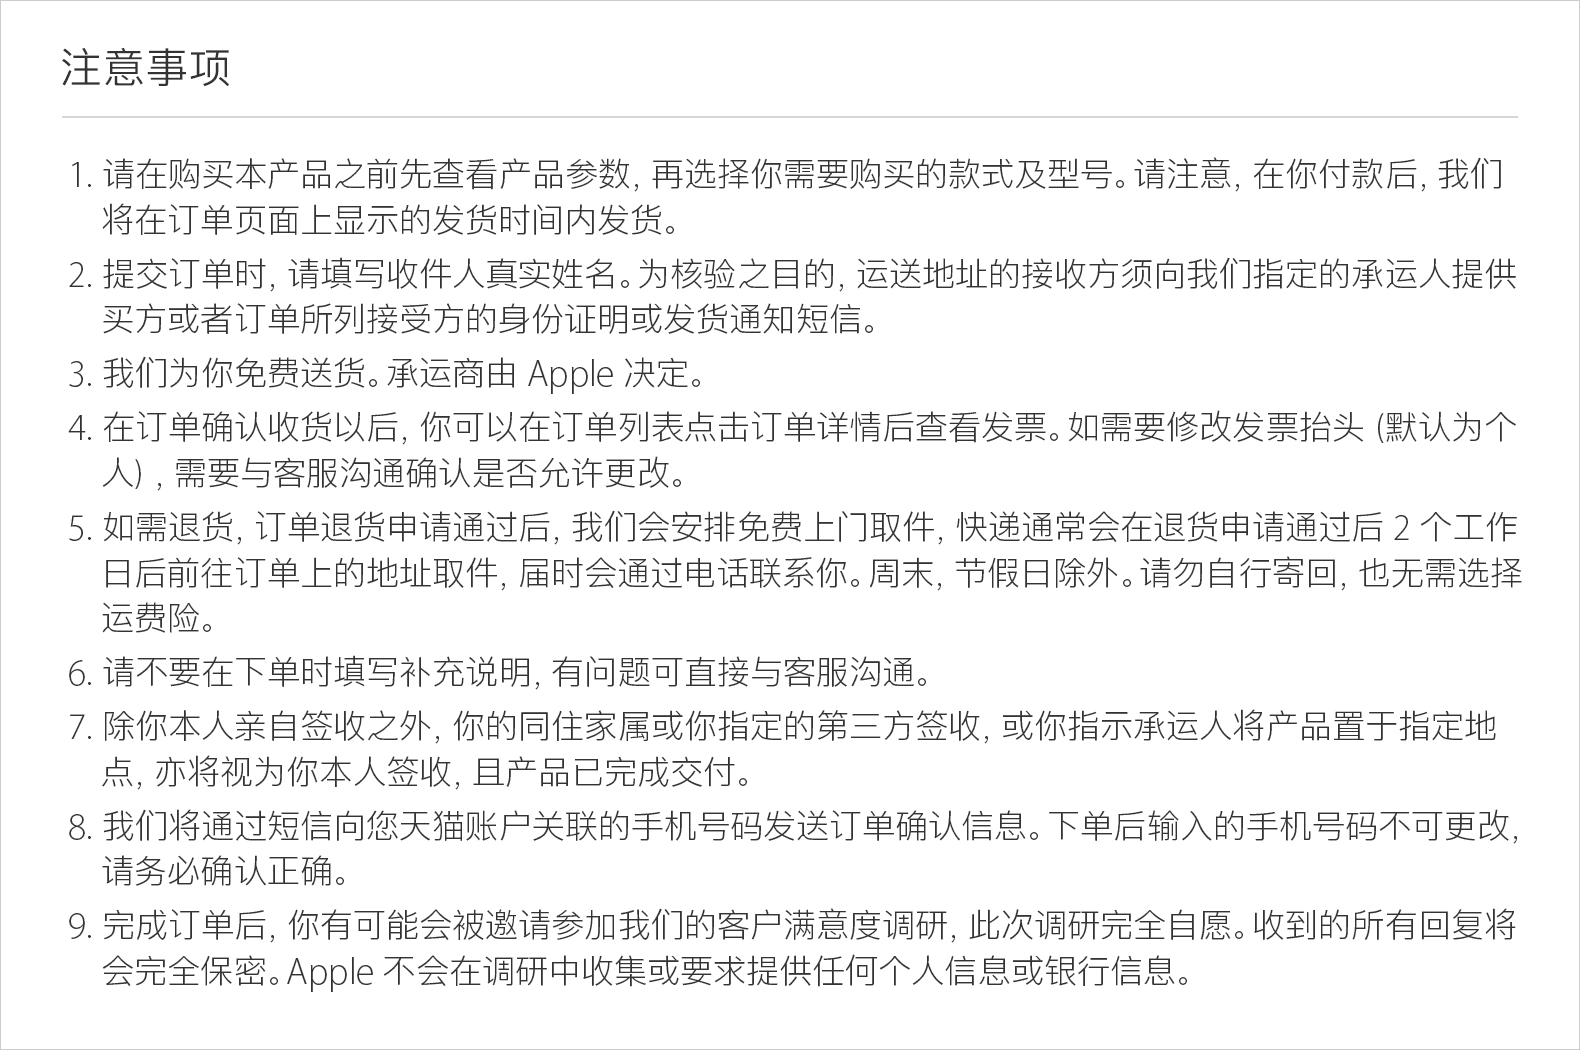 注意事项
1. 请在购买本产品之前先查看产品参数, 再选择你需要购买的款式及型号。请注意, 在你付款后, 我们
将在订单页面上显示的发货时间内发货。
2. 提交订单时, 请填写收件人真实姓名。为核验之目的, 运送地址的接收方须向我们指定的承运人提供
买方或者订单所列接受方的身份证明或发货通知短信。
3. 我们为你免费送货。承运商由 Apple 决定。
4. 在订单确认收货以后, 你可以在订单列表点击订单详情后查看发票。如需要修改发票抬头 (默认为个
人) , 需要与客服沟通确认是否允许更改。
5. 如需退货, 订单退货申请通过后, 我们会安排免费上门取件, 快递通常会在退货申请通过后 2 个工作
日后前往订单上的地址取件, 届时会通过电话联系你。周末, 节假日除外。请勿自行寄回, 也无需选择
运费险。
6. 请不要在下单时填写补充说明, 有问题可直接与客服沟通。
7. 除你本人亲自签收之外, 你的同住家属或你指定的第三方签收, 或你指示承运人将产品置于指定地
点, 亦将视为你本人签收, 且产品已完成交付。
8. 我们将通过短信向您天猫账户关联的手机号码发送订单确认信息。下单后输入的手机号码不可更改,
请务必确认正确。
9. 完成订单后, 你有可能会被邀请参加我们的客户满意度调研, 此次调研完全自愿。收到的所有回复将
会完全保密。Apple 不会在调研中收集或要求提供任何个人信息或银行信息。